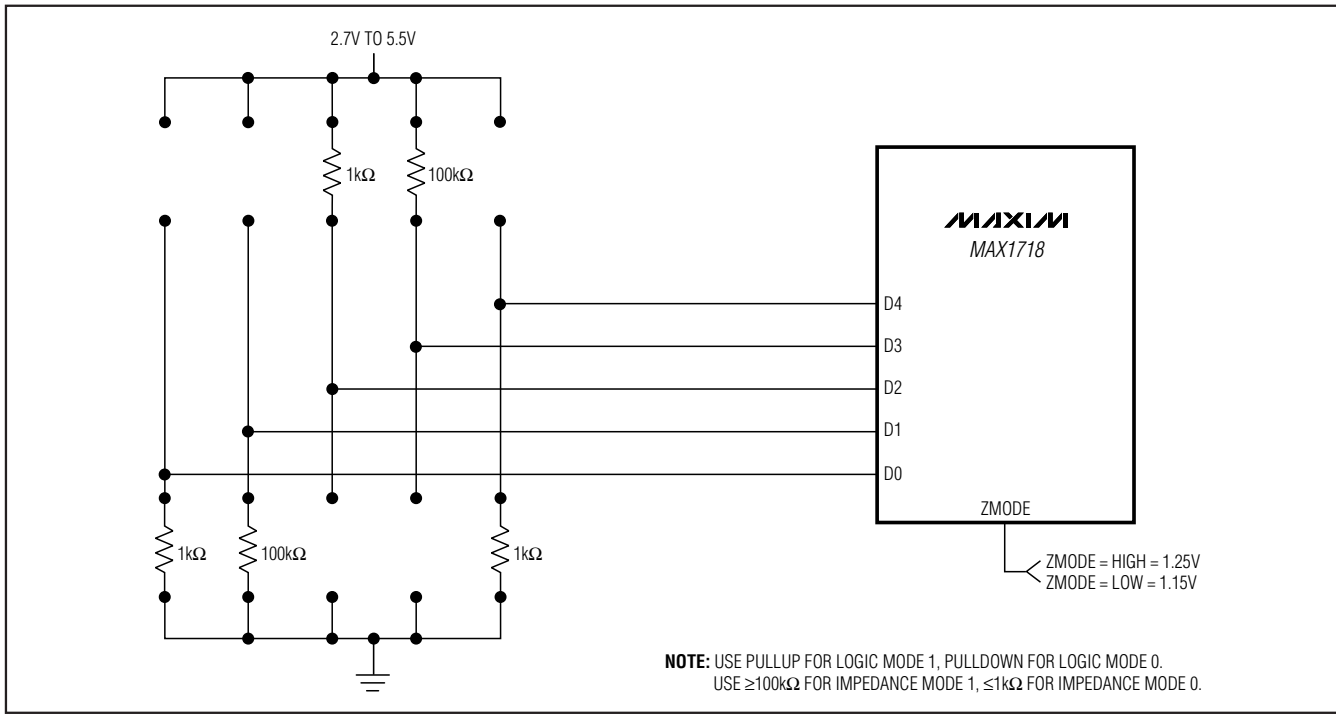 2.7V TO 5.5V
1kΩ
100kΩ
MAXIM
MAX1718
D4
D3
D2
D1
D0
ZMODE
1kΩ
100kΩ
1kΩ
ZMODE = HIGH = 1.25V
ZMODE = LOW = 1.15V
NOTE: USE PULLUP FOR LOGIC MODE 1, PULLDOWN FOR LOGIC MODE 0.
USE ≥100kΩ FOR IMPEDANCE MODE 1, ≤1kΩ FOR IMPEDANCE MODE 0.